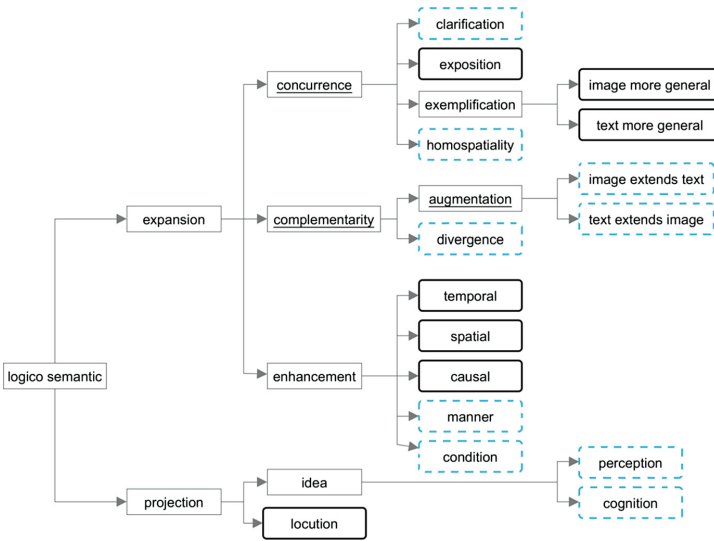 clarification
exposition
concurrence
image more general
exemplification
text more general
homospatiality
image extends text
augmentation
expansion
complementarity
text extends image
divergence
temporal
spatial
logico semantic
enhancement
causal
manner
condition
perception
idea
projection
cognition
locution